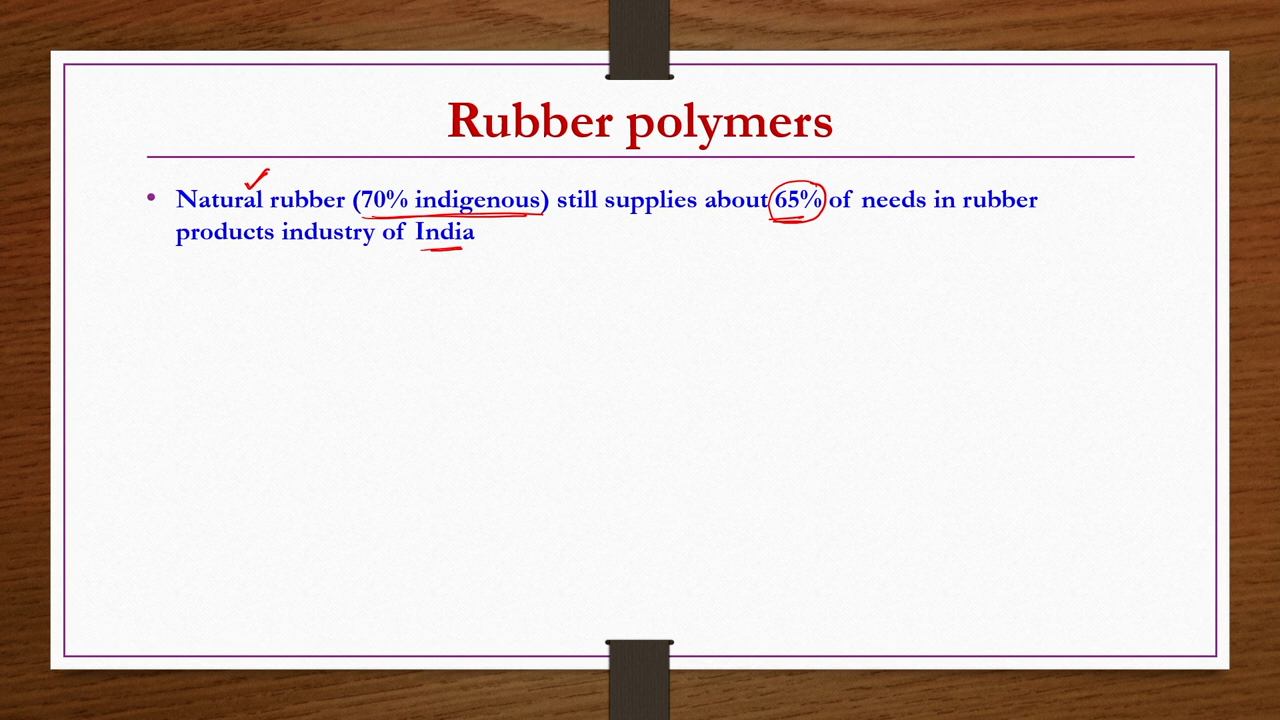 Rubber polymers
• Natural rubber (70% indigenous) still supplies about 65% of needs in rubber
products industry of India